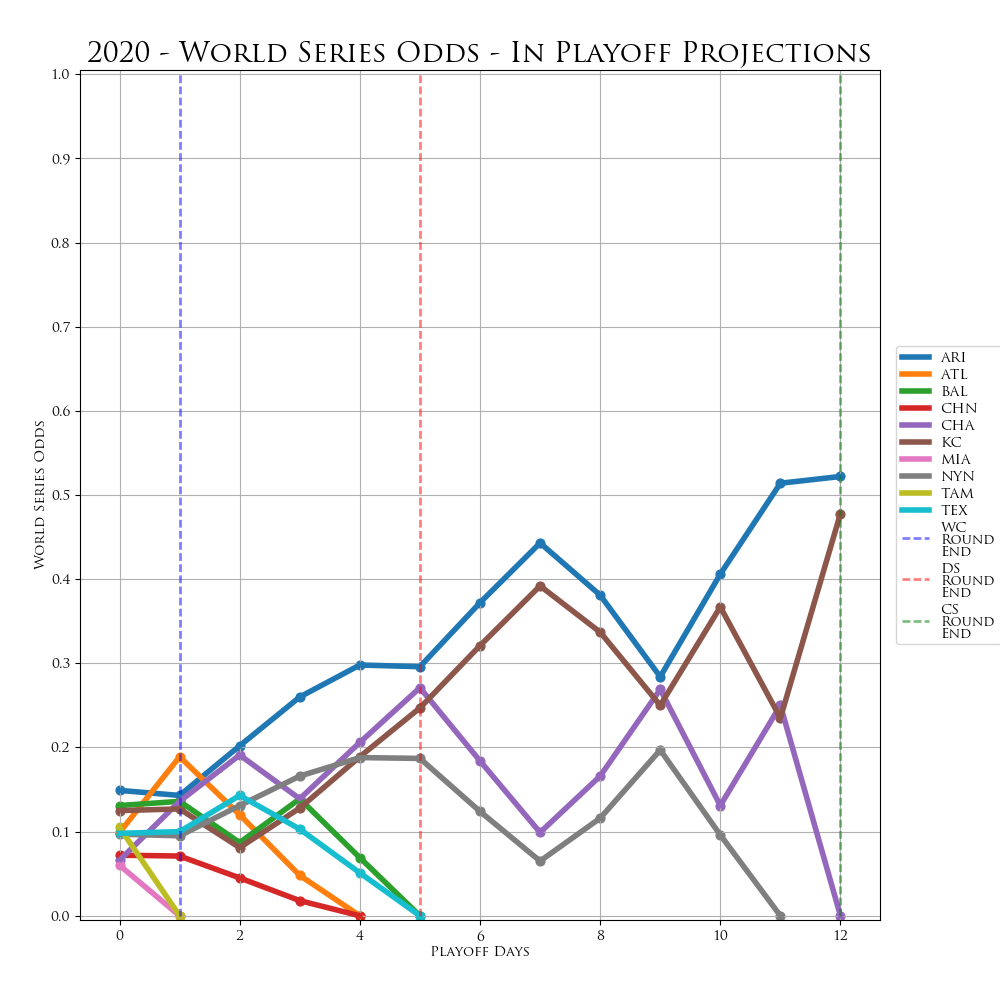 2020 - World Series Odds - In Playoff Projections
1.0
0.9
0.8
0.7
0.6
0.5
0.4
0.3
0.2
0.1
0.0
World Series Odds
0 2 4 6 8 10 12
Playoff Days
ARI
ATL
BAL
CHN
CHA
KC
MIA
NYN
TAM
TEX
WC
Round
End
DS
Round
End
CS
Round
End